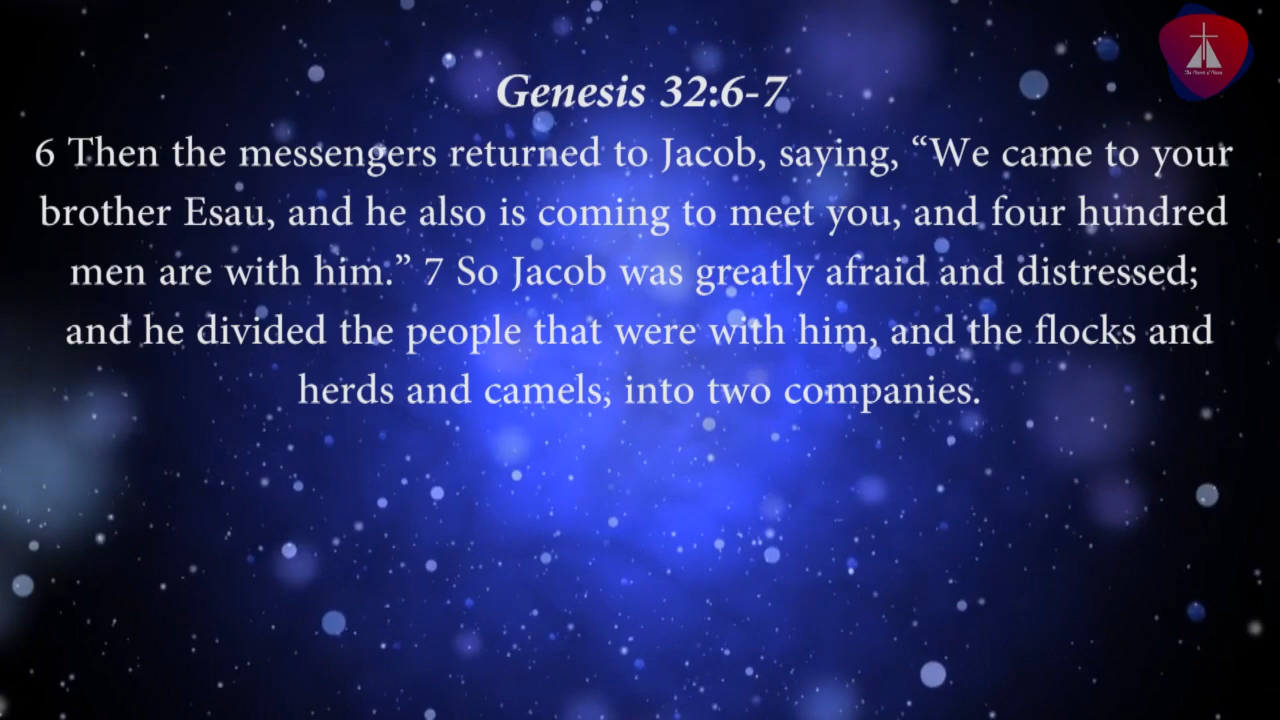 Genesis 32:6-7
6 Then the messengers returned to Jacob, saying, “We came to your
brother Esau, and he also is coming to meet you, and four hundred
men are with him.” 7 So Jacob was greatly afraid and distressed;
and he divided the people that were with him, and the flocks and
herds and camels, into two companies.